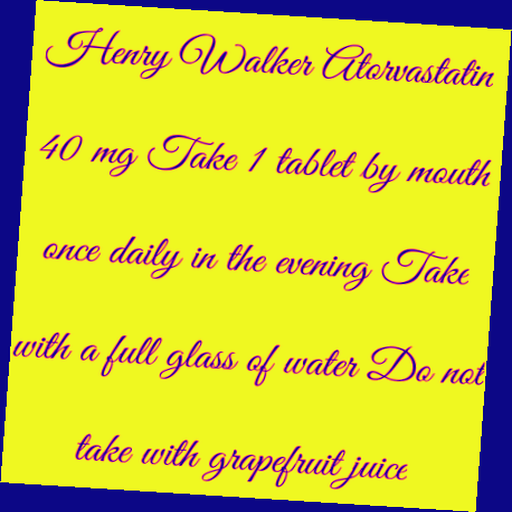 Henry Walker Atorvastatin
40 mg Take 1 tablet by mouth
once daily in the evening Take
with a full glass of water Do not
take with grapefruit juice